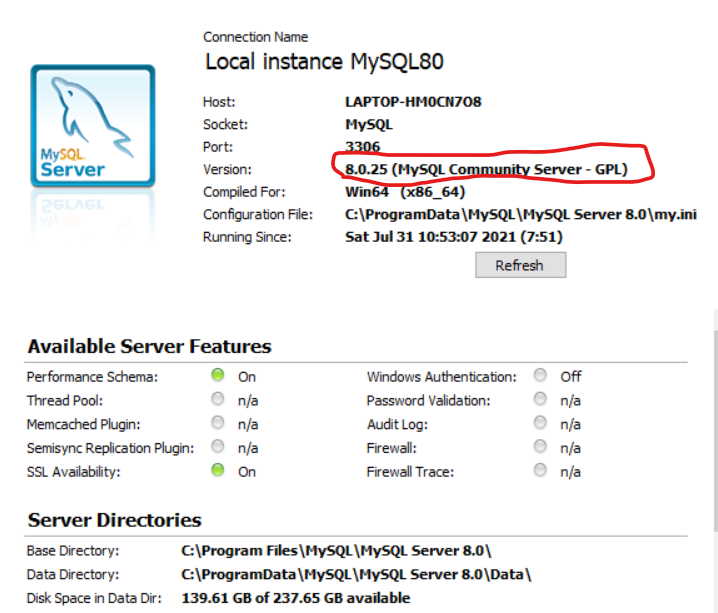 Connection Name
Local instance MySQL80
Host: LAPTOP-HM0CN7O8
Socket: MySQL
Port: 3306
MySQL
Server
Version: 8.0.25 (MySQL Community Server - GPL)
Compiled For: Win64 (x86_64)
Configuration File: C:\ProgramData\MySQL\MySQL Server 8.0\my.ini
Running Since: Sat Jul 31 10:53:07 2021 (7:51)
Refresh
Available Server Features
Performance Schema: On Windows Authentication: Off
Thread Pool: n/a Password Validation: n/a
Memcached Plugin: n/a Audit Log: n/a
Semisync Replication Plugin: n/a Firewall: n/a
SSL Availability: On Firewall Trace: n/a
Server Directories
Base Directory: C:\Program Files\MySQL\MySQL Server 8.0\
Data Directory: C:\ProgramData\MySQL\MySQL Server 8.0\Data\
Disk Space in Data Dir: 139.61 GB of 237.65 GB available